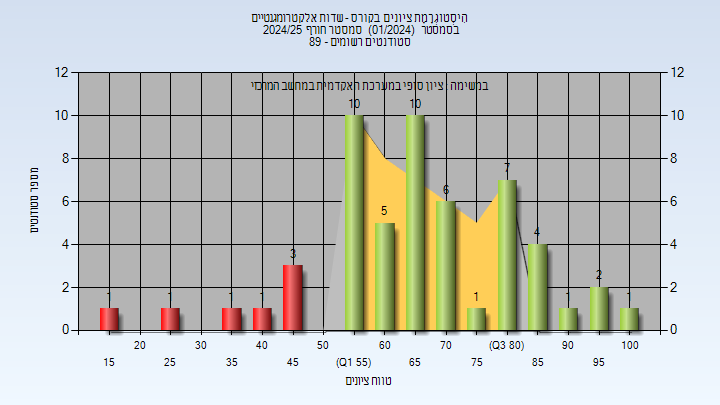 היסטוגרמת ציונים בקורס - שדות אלקטרומגנטיים
בסמסטר (01/2024) סמסטר חורף 2024/25
סטודנטים רשומים - 89
במשימה : ציון סופי במערכת האקדמית במחשב המרכזי
מספר סטודנטים
12 12
10 10
8 8
6 6
4 4
2 2
0 0
1 1 1 1 3 10 5 10 6 1 7 4 1 2 1
20 30 40 50 60 70 (Q3 80) 90 100
15 25 35 45 (Q1 55) 65 75 85 95
טווח ציונים